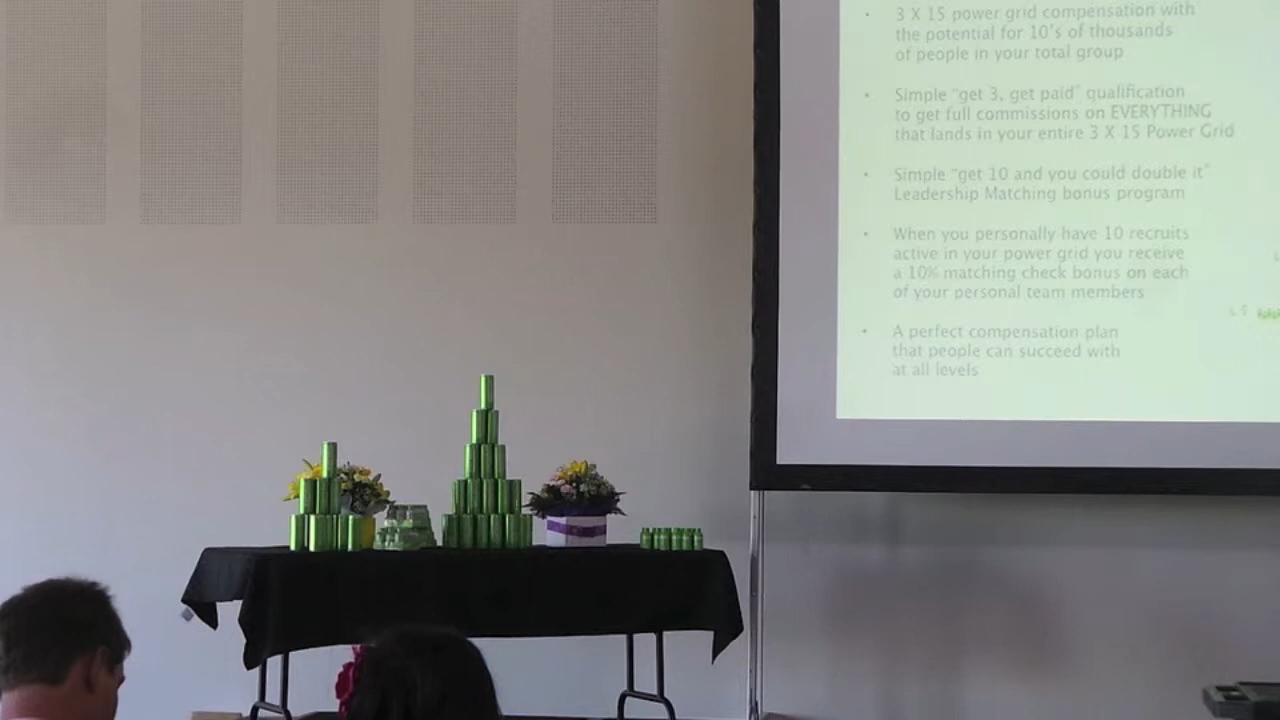 • 3 X 15 power grid compensation with
the potential for 10's of thousands
of people in your total group
• Simple "get 3, get paid" qualification
to get full commissions on EVERYTHING
that lands in your entire 3 X 15 Power Grid
• Simple "get 10 and you could double it"
Leadership Matching bonus program
• When you personally have 10 recruits
active in your power grid you receive
a 10% matching check bonus on each
of your personal team members
• A perfect compensation plan
that people can succeed with
at all levels